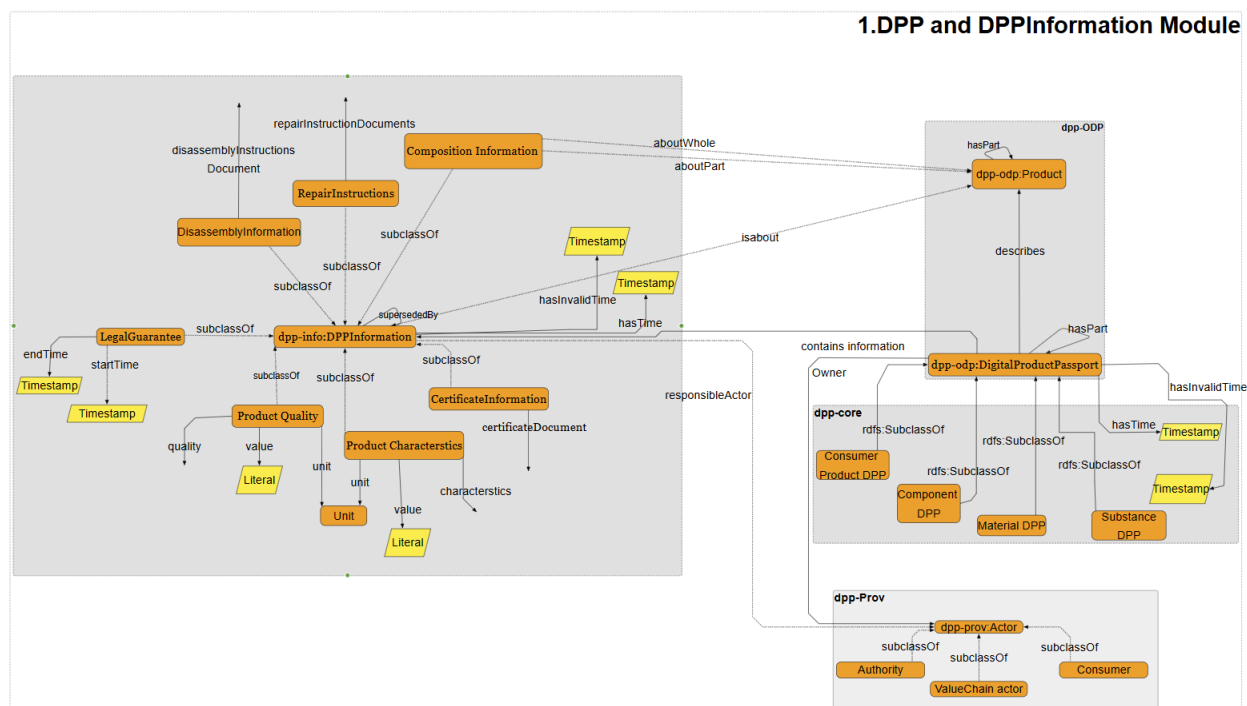 1.DPP and DPPInformation Module
dpp-ODP
repairInstructionDocuments
disassemblyInstructions
Document
Composition Information
aboutWhole
aboutPart
hasPart
dpp-odp:Product
RepairInstructions
DisassemblyInformation
subclassOf
Timestamp
isabout
describes
subclassOf
subclassOf
Timestamp
hasInvalidTime
supersededBy
hasTime
LegalGuarantee
subclassOf
dpp-info:DPPInformation
hasPart
contains information
endTime
startTime
subclassOf
subclassOf
subclassOf
Owner
dpp-odp:DigitalProductPassport
Timestamp
Timestamp
CertificateInformation
responsibleActor
hasInvalidTime
Product Quality
certificateDocument
dpp-core
hasTime
Timestamp
quality
value
Product Characterstics
rdfs:SubclassOf
rdfs:SubclassOf
Consumer
Product DPP
unit
unit
rdfs:SubclassOf
rdfs:SubclassOf
Literal
characterstics
Component
DPP
Timestamp
Unit
value
Material DPP
Substance
DPP
Literal
dpp-Prov
dpp-prov:Actor
subclassOf
subclassOf
subclassOf
Authority
Consumer
ValueChain actor